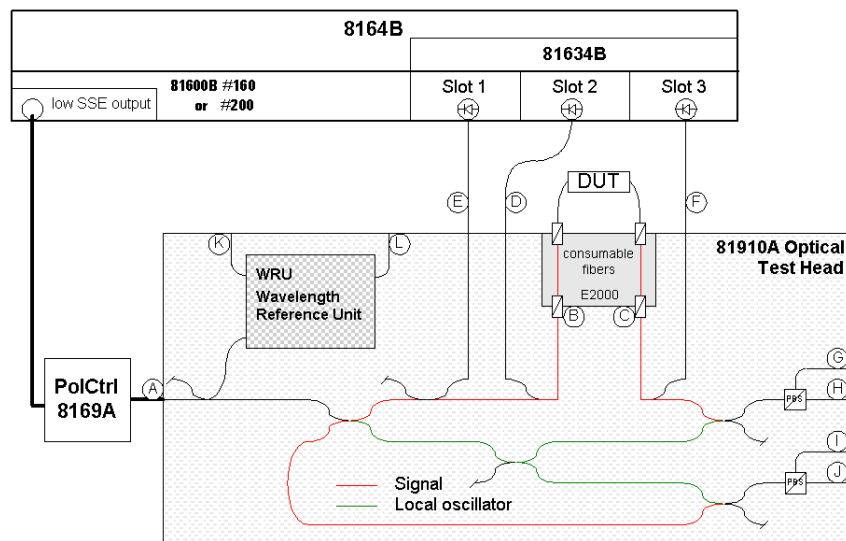 8164B
81634B
81600B #160
or #200
low SSE output
Slot 1
Slot 2
Slot 3
DUT
E
D
F
K
L
81910A Optical
Test Head
consumable
fibers
E2000
WRU
Wavelength
Reference Unit
B
C
PolCtrl
8169A
A
G
H
PBS
I
J
PBS
Signal
Local oscillator